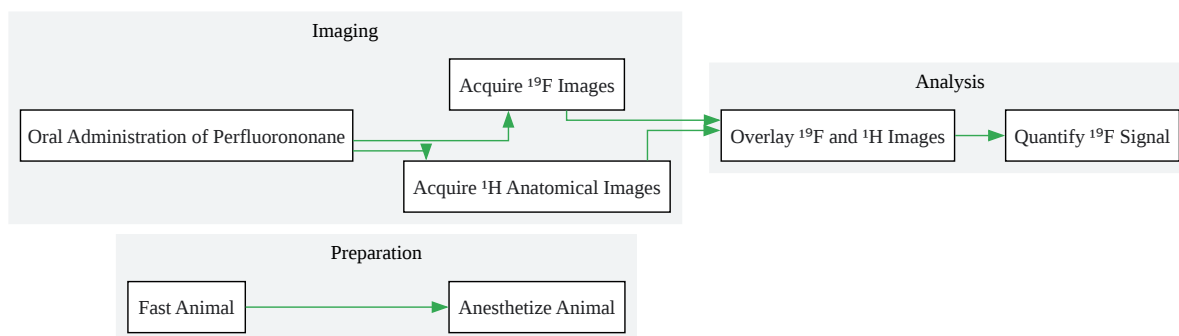 Imaging
Acquire ¹⁹F Images
Oral Administration of Perfluorononane
Acquire ¹H Anatomical Images
Analysis
Overlay ¹⁹F and ¹H Images
Quantify ¹⁹F Signal
Preparation
Fast Animal
Anesthetize Animal